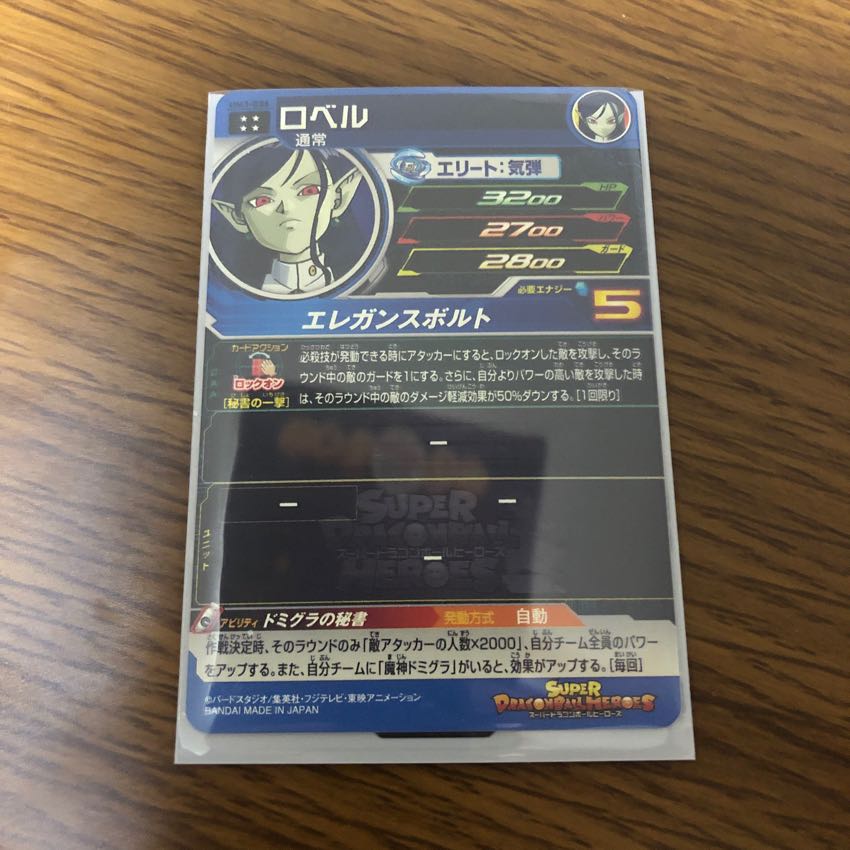 ロベル
通常
エリート:気弾
HP
3200
パワー
2700
ガード
2800
必要エナジー
5
エレガンスボルト
カードアクション
ロックオン
[秘書の一撃]
必殺技が発動できる時にアタッカーにすると、ロックオンした敵を攻撃し、そのラ
ウンド中の敵のガードを1にする。さらに、自分よりパワーの高い敵を攻撃した時
は、そのラウンド中の敵のダメージ軽減効果が50%ダウンする。[1回限り]
ー
ユニット
ー ー
ー
SUPER
DRAGONBALL
スーパードラゴンボールヒーローズ
HEROES
アビリティ ドミグラの秘書 発動方式 自動
作戦決定時、そのラウンドのみ「敵アタッカーの人数×2000」、自分チーム全員のパワー
をアップする。また、自分チームに「魔神ドミグラ」がいると、効果がアップする。[毎回]
©バードスタジオ/集英社・フジテレビ・東映アニメーション
BANDAI MADE IN JAPAN
SUPER
DRAGONBALL HEROES
スーパードラゴンボールヒーローズ